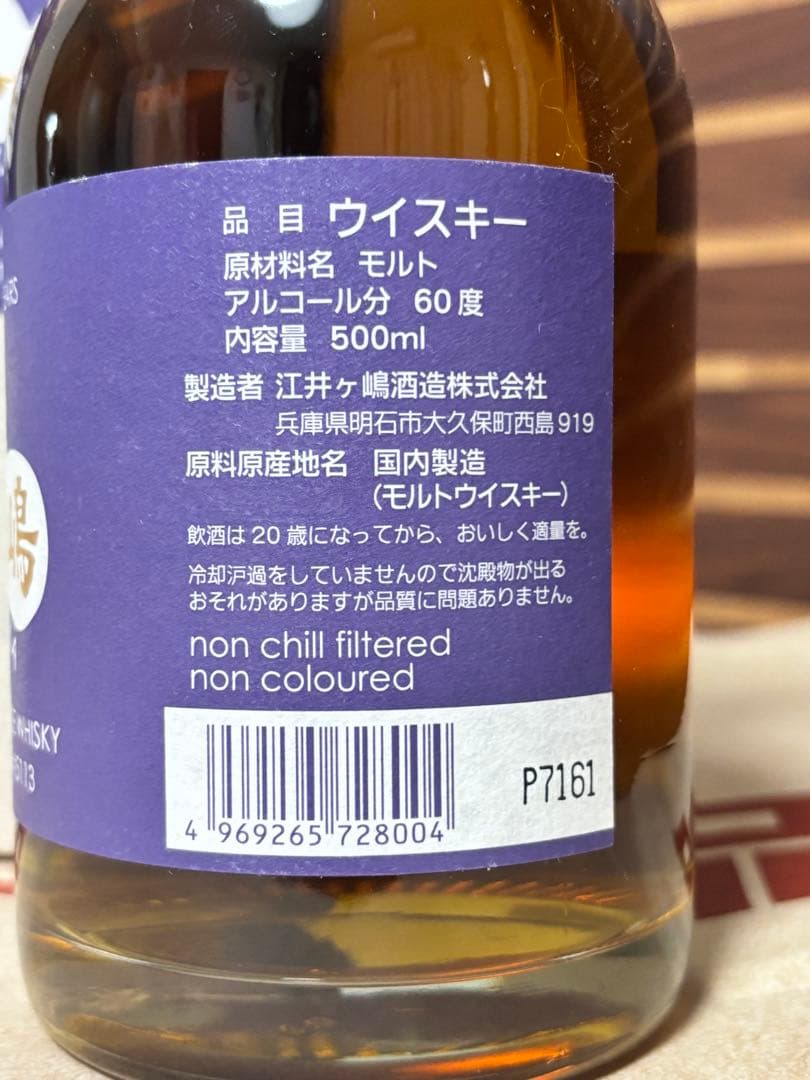 品目 ウイスキー
原材料名 モルト
アルコール分 60度
内容量 500ml
製造者 江井ヶ嶋酒造株式会社
兵庫県明石市大久保町西島919
原料原産地名 国内製造
(モルトウイスキー)
飲酒は20歳になってから、おいしく適量を。
冷却沪過をしていませんので沈殿物が出る
おそれがありますが品質に問題ありません。
non chill filtered
non coloured
P7161
4 969265 728004
嶋
WHISKY